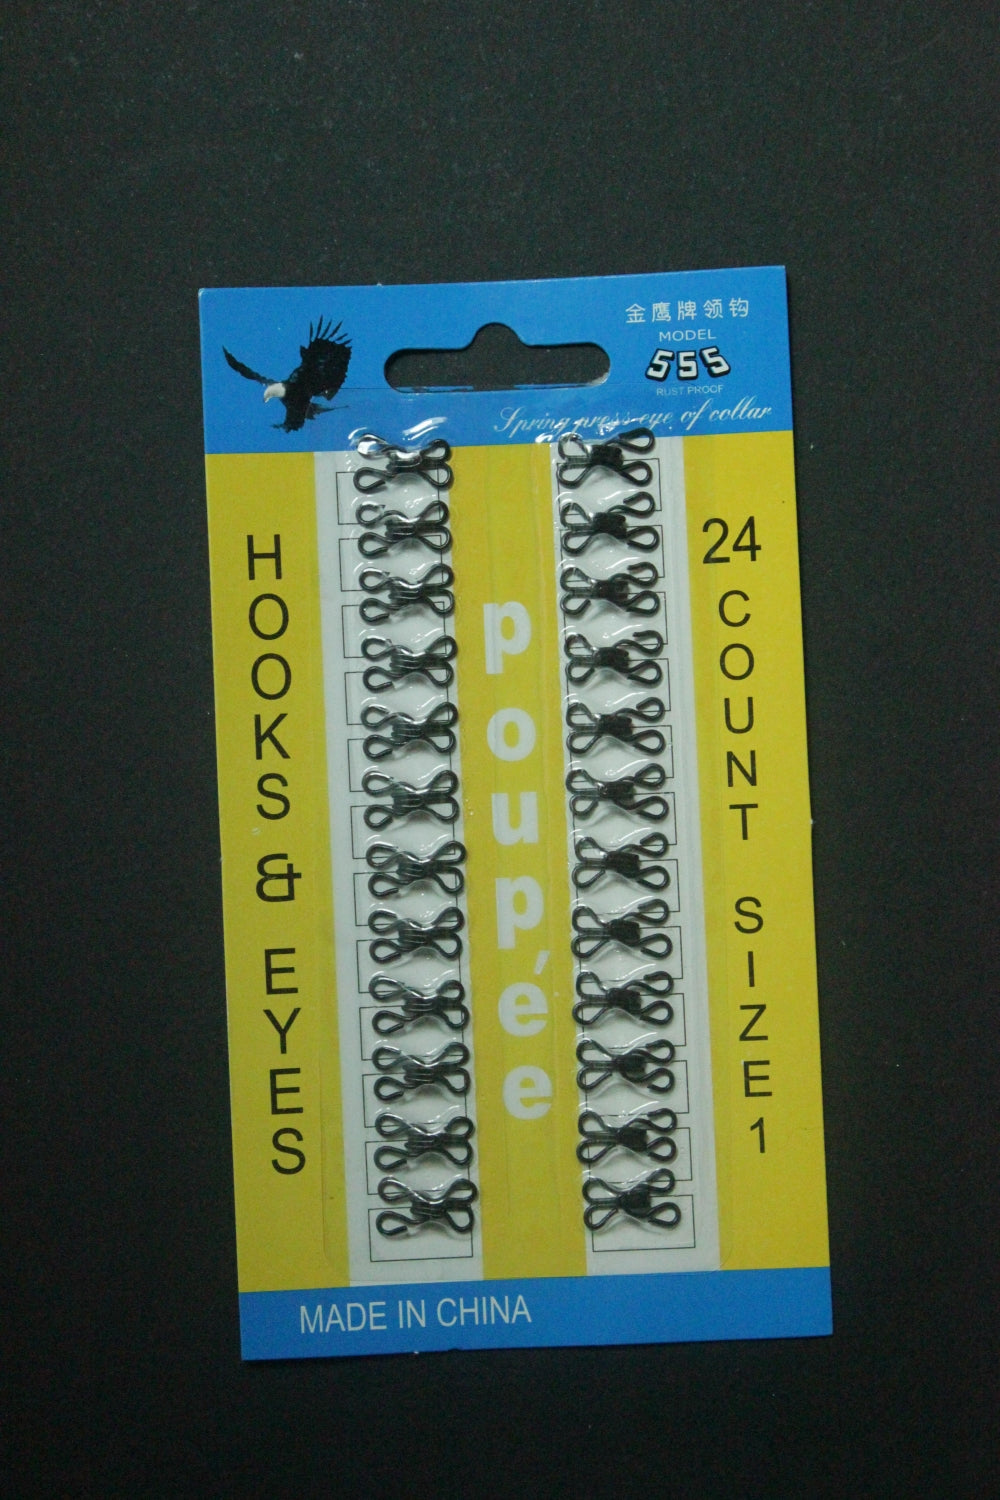 金鹰牌领钩
MODEL
555
RUST PROOF
Spring press eye of collar
HOOKS & EYES
poupée
24 COUNT SIZE 1
MADE IN CHINA